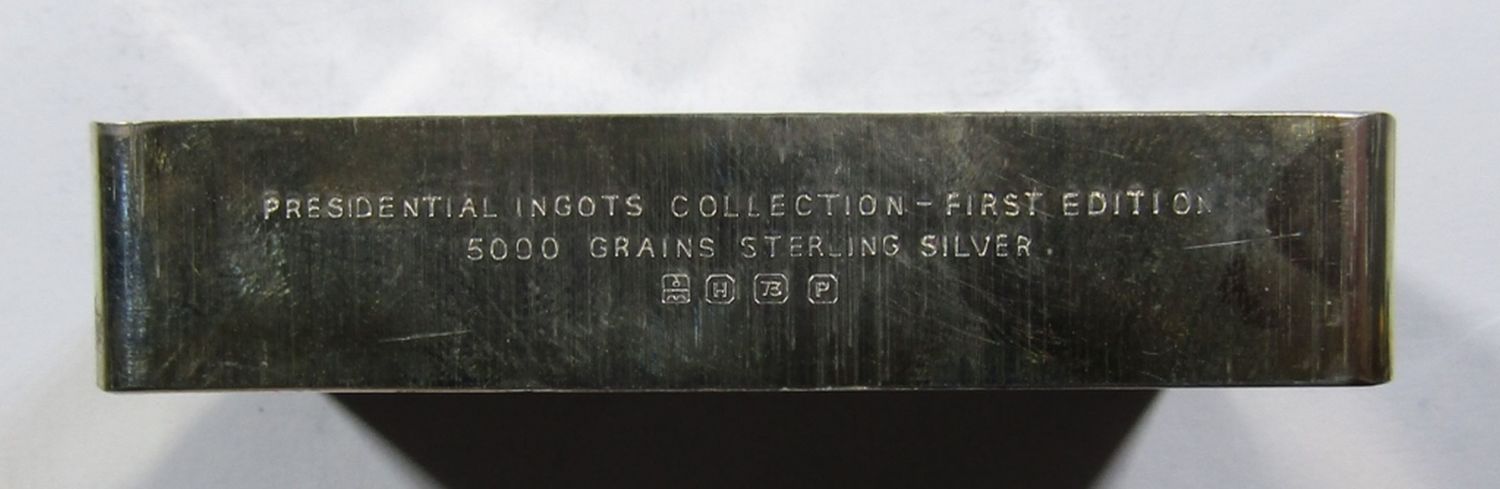 PRESIDENTIAL INGOTS COLLECTION - FIRST EDITION
5000 GRAINS STERLING SILVER
H 73 P